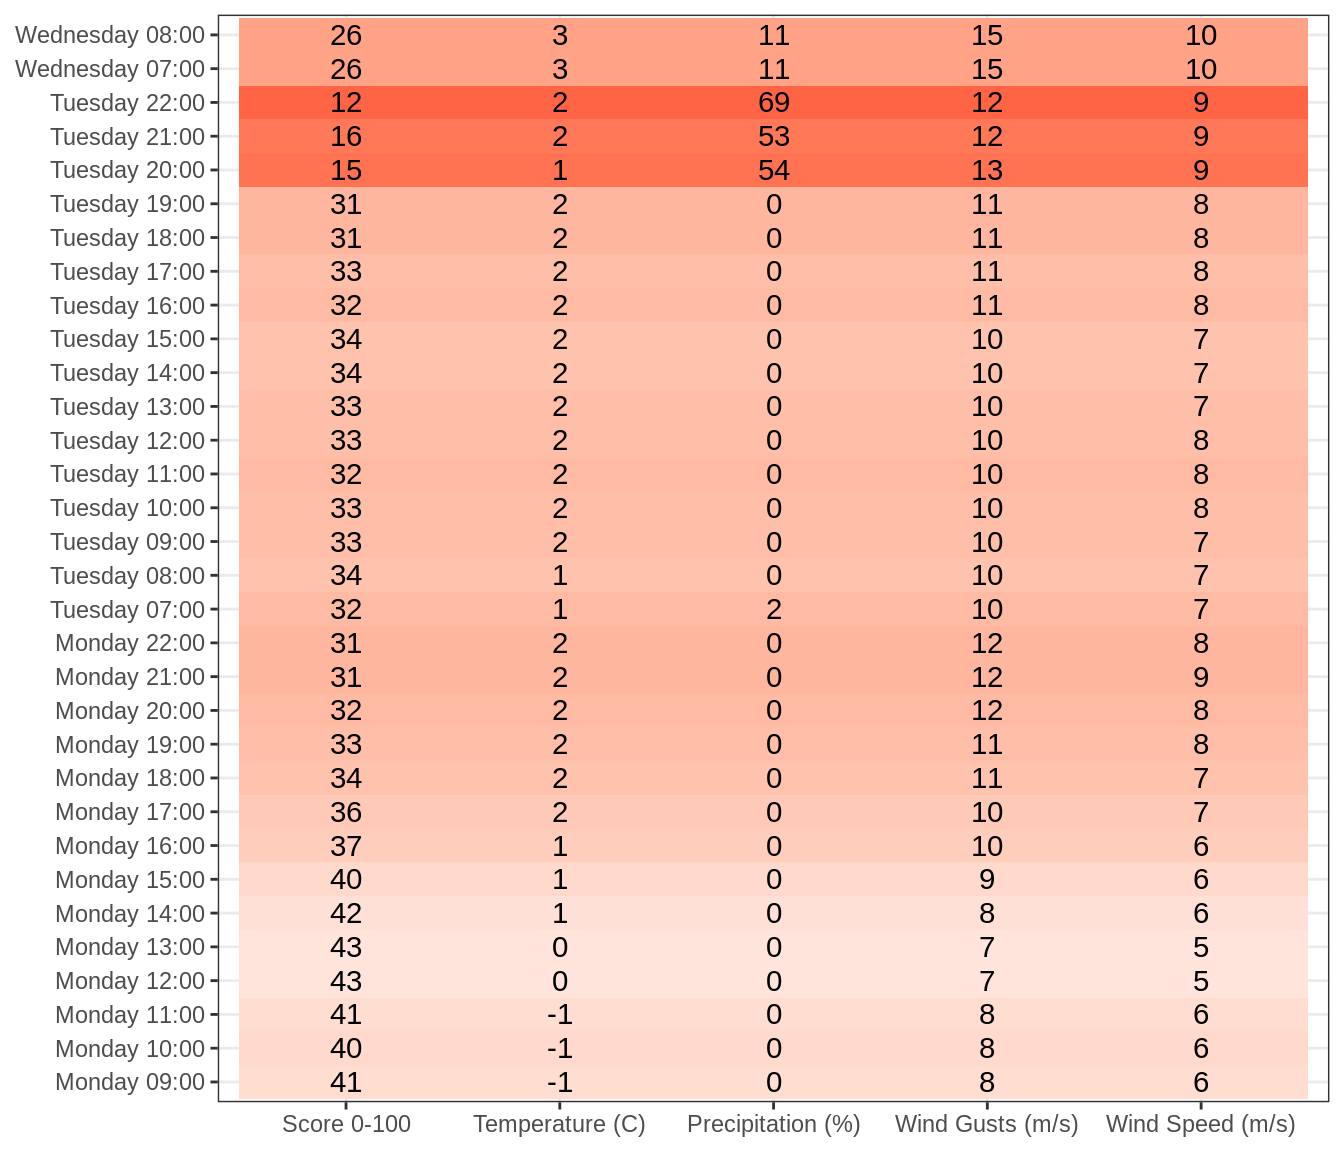 Wednesday 08:00 26 3 11 15 10
Wednesday 07:00 26 3 11 15 10
Tuesday 22:00 12 2 69 12 9
Tuesday 21:00 16 2 53 12 9
Tuesday 20:00 15 1 54 13 9
Tuesday 19:00 31 2 0 11 8
Tuesday 18:00 31 2 0 11 8
Tuesday 17:00 33 2 0 11 8
Tuesday 16:00 32 2 0 11 8
Tuesday 15:00 34 2 0 10 7
Tuesday 14:00 34 2 0 10 7
Tuesday 13:00 33 2 0 10 7
Tuesday 12:00 33 2 0 10 8
Tuesday 11:00 32 2 0 10 8
Tuesday 10:00 33 2 0 10 8
Tuesday 09:00 33 2 0 10 7
Tuesday 08:00 34 1 0 10 7
Tuesday 07:00 32 1 2 10 7
Monday 22:00 31 2 0 12 8
Monday 21:00 31 2 0 12 9
Monday 20:00 32 2 0 12 8
Monday 19:00 33 2 0 11 8
Monday 18:00 34 2 0 11 7
Monday 17:00 36 2 0 10 7
Monday 16:00 37 1 0 10 6
Monday 15:00 40 1 0 9 6
Monday 14:00 42 1 0 8 6
Monday 13:00 43 0 0 7 5
Monday 12:00 43 0 0 7 5
Monday 11:00 41 -1 0 8 6
Monday 10:00 40 -1 0 8 6
Monday 09:00 41 -1 0 8 6
Score 0-100 Temperature (C) Precipitation (%) Wind Gusts (m/s) Wind Speed (m/s)